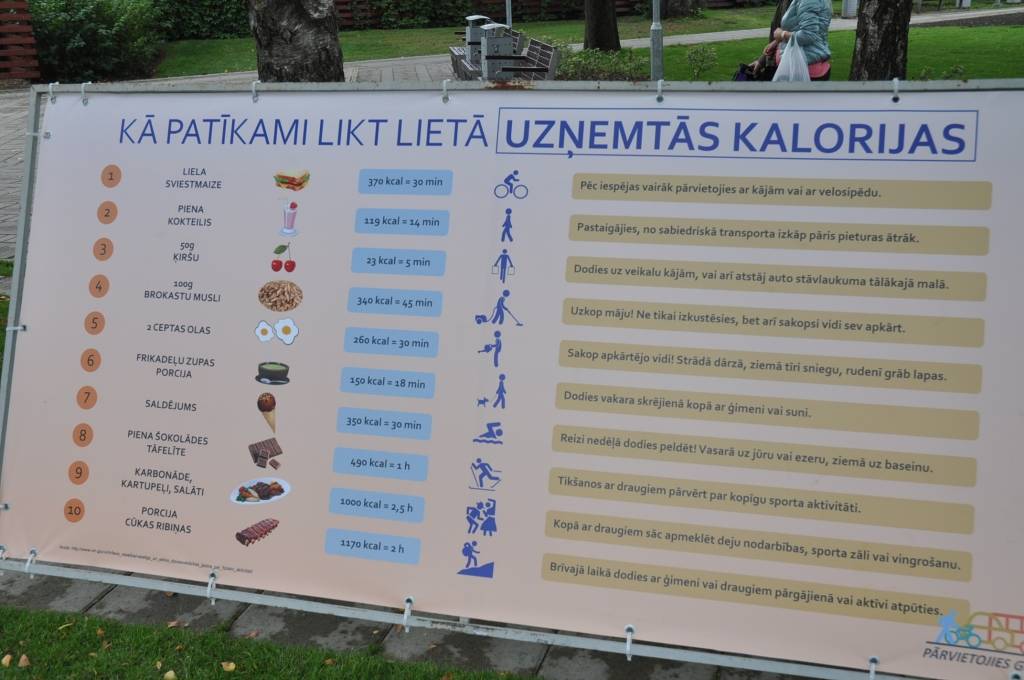 KĀ PATĪKAMI LIKT LIETĀ UZŅEMTĀS KALORIJAS
1
LIELA
SVIESTMAIZE
370 kcal = 30 min
Pēc iespējas vairāk pārvietojies ar kājām vai ar velosipēdu.
2
PIENA
KOKTEILIS
119 kcal = 14 min
Pastaigājies, no sabiedriskā transporta izkāp pāris pieturas ātrāk.
3
50g
ĶIRŠU
23 kcal = 5 min
Dodies uz veikalu kājām, vai arī atstāj auto stāvlaukuma tālākajā malā.
4
100g
BROKASTU MUSLI
340 kcal = 45 min
Uzkop māju! Ne tikai izkustēsies, bet arī sakopsi vidi sev apkārt.
5
2 CEPTAS OLAS
260 kcal = 30 min
Sakop apkārtējo vidi! Strādā dārzā, ziemā tīri sniegu, rudenī grāb lapas.
6
FRIKADEĻU ZUPAS
PORCIJA
150 kcal = 18 min
Dodies vakara skrējienā kopā ar ģimeni vai suni.
7
SALDĒJUMS
350 kcal = 30 min
Reizi nedēļā dodies peldēt! Vasarā uz jūru vai ezeru, ziemā uz baseinu.
8
PIENA ŠOKOLĀDES
TĀFELĪTE
490 kcal = 1 h
Tikšanos ar draugiem pārvērt par kopīgu sporta aktivitāti.
9
KARBONĀDE,
KARTUPEĻI, SALĀTI
1000 kcal = 2,5 h
Kopā ar draugiem sāc apmeklēt deju nodarbības, sporta zāli vai vingrošanu.
10
PORCIJA
CŪKAS RIBIŅAS
1170 kcal = 2 h
Brīvajā laikā dodies ar ģimeni vai draugiem pārgājienā vai aktīvi atpūties.
PĀRVIETOJIES